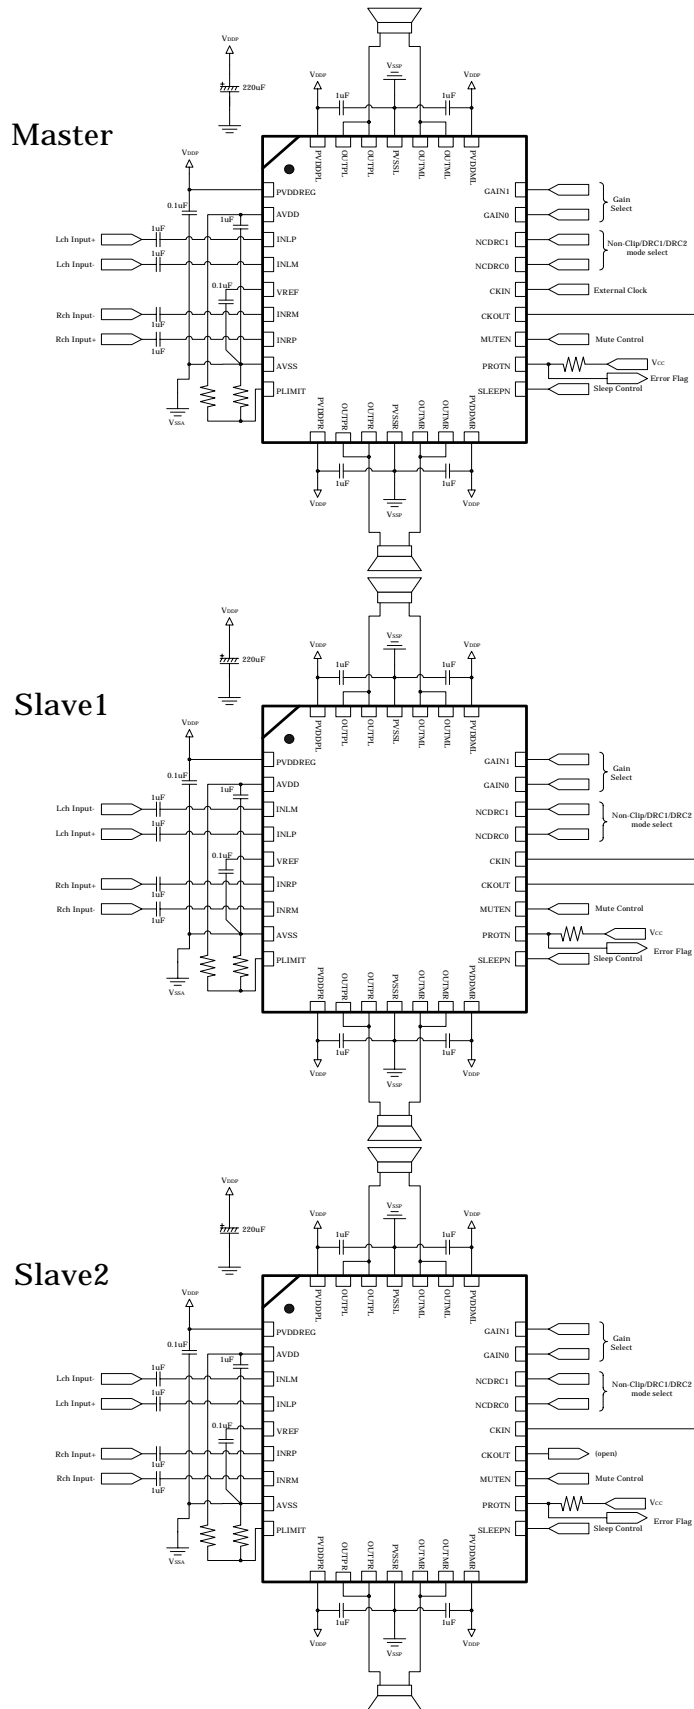 VDDP
220uF
VDDP
1uF
VSSP
1uF
VDDP
Master
PVDDPL
OUTPL
OUTPL
PVSSL
OUTML
OUTML
PVDDML
VDDP
0.1uF
PVDDREG
GAIN1
Gain
Select
1uF
AVDD
GAIN0
Lch Input+
1uF
INLP
NCDRC1
Non-Clip/DRC1/DRC2
mode select
Lch Input-
1uF
INLM
NCDRC0
0.1uF
VREF
CKIN
External Clock
Rch Input-
1uF
INRM
CKOUT
Rch Input+
1uF
INRP
MUTEN
Mute Control
AVSS
PROTN
VCC
Error Flag
PLIMIT
SLEEPN
Sleep Control
VSSA
PVDDPR
OUTPR
OUTPR
PVSSR
OUTMR
OUTMR
PVDDMR
1uF
1uF
VDDP
VSSP
VDDP
VDDP
220uF
VDDP
1uF
VSSP
1uF
VDDP
Slave1
PVDDPL
OUTPL
OUTPL
PVSSL
OUTML
OUTML
PVDDML
VDDP
0.1uF
PVDDREG
GAIN1
Gain
Select
1uF
AVDD
GAIN0
Lch Input-
1uF
INLM
NCDRC1
Non-Clip/DRC1/DRC2
mode select
Lch Input+
1uF
INLP
NCDRC0
0.1uF
VREF
CKIN
Rch Input+
1uF
INRP
CKOUT
Rch Input-
1uF
INRM
MUTEN
Mute Control
AVSS
PROTN
VCC
Error Flag
PLIMIT
SLEEPN
Sleep Control
VSSA
PVDDPR
OUTPR
OUTPR
PVSSR
OUTMR
OUTMR
PVDDMR
1uF
1uF
VDDP
VSSP
VDDP
VDDP
220uF
VDDP
1uF
VSSP
1uF
VDDP
Slave2
PVDDPL
OUTPL
OUTPL
PVSSL
OUTML
OUTML
PVDDML
VDDP
0.1uF
PVDDREG
GAIN1
Gain
Select
1uF
AVDD
GAIN0
Lch Input-
1uF
INLM
NCDRC1
Non-Clip/DRC1/DRC2
mode select
Lch Input+
1uF
INLP
NCDRC0
0.1uF
VREF
CKIN
Rch Input+
1uF
INRP
CKOUT
(open)
Rch Input-
1uF
INRM
MUTEN
Mute Control
AVSS
PROTN
VCC
Error Flag
PLIMIT
SLEEPN
Sleep Control
VSSA
PVDDPR
OUTPR
OUTPR
PVSSR
OUTMR
OUTMR
PVDDMR
1uF
1uF
VDDP
VSSP
VDDP